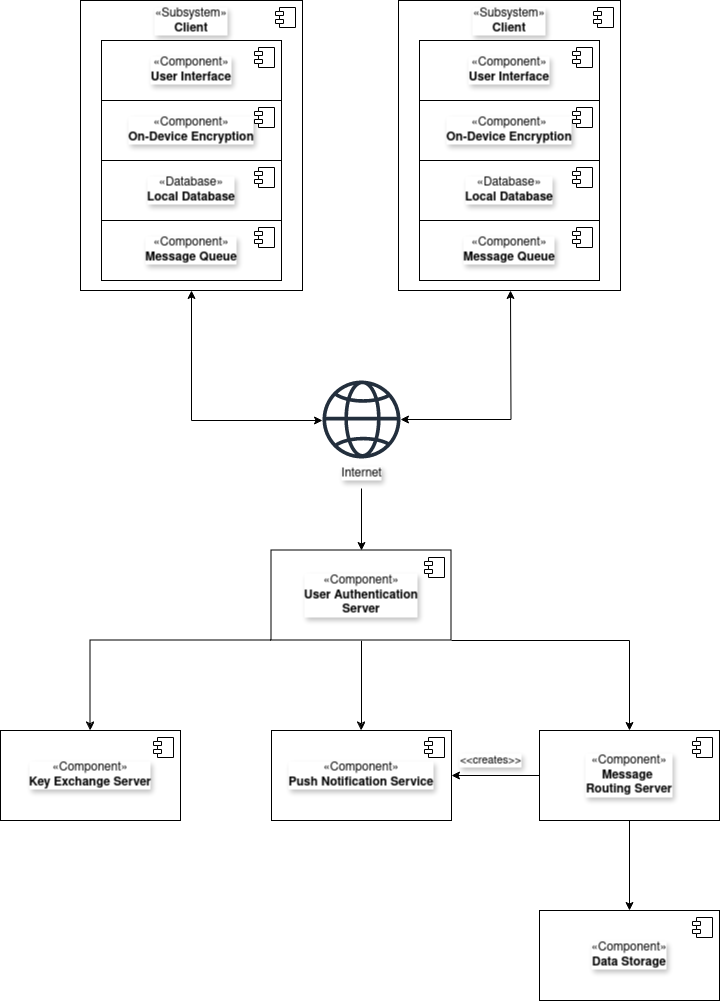 «Subsystem»
Client
«Component»
User Interface
«Component»
On-Device Encryption
«Database»
Local Database
«Component»
Message Queue
«Subsystem»
Client
«Component»
User Interface
«Component»
On-Device Encryption
«Database»
Local Database
«Component»
Message Queue
Internet
«Component»
User Authentication
Server
«Component»
Key Exchange Server
«Component»
Push Notification Service
<<creates>>
«Component»
Message
Routing Server
«Component»
Data Storage